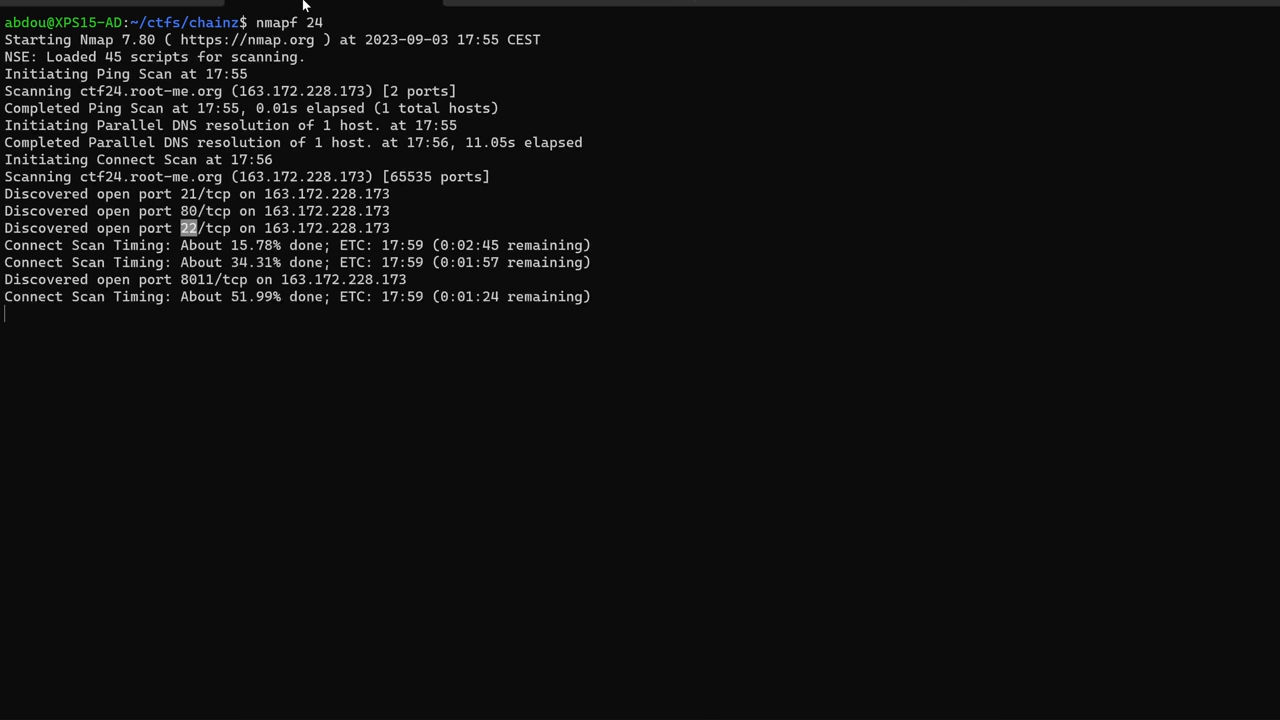 abdou@XPS15-AD:~/ctfs/chainz$ nmapf 24
Starting Nmap 7.80 ( https://nmap.org ) at 2023-09-03 17:55 CEST
NSE: Loaded 45 scripts for scanning.
Initiating Ping Scan at 17:55
Scanning ctf24.root-me.org (163.172.228.173) [2 ports]
Completed Ping Scan at 17:55, 0.01s elapsed (1 total hosts)
Initiating Parallel DNS resolution of 1 host. at 17:55
Completed Parallel DNS resolution of 1 host. at 17:56, 11.05s elapsed
Initiating Connect Scan at 17:56
Scanning ctf24.root-me.org (163.172.228.173) [65535 ports]
Discovered open port 21/tcp on 163.172.228.173
Discovered open port 80/tcp on 163.172.228.173
Discovered open port 22/tcp on 163.172.228.173
Connect Scan Timing: About 15.78% done; ETC: 17:59 (0:02:45 remaining)
Connect Scan Timing: About 34.31% done; ETC: 17:59 (0:01:57 remaining)
Discovered open port 8011/tcp on 163.172.228.173
Connect Scan Timing: About 51.99% done; ETC: 17:59 (0:01:24 remaining)